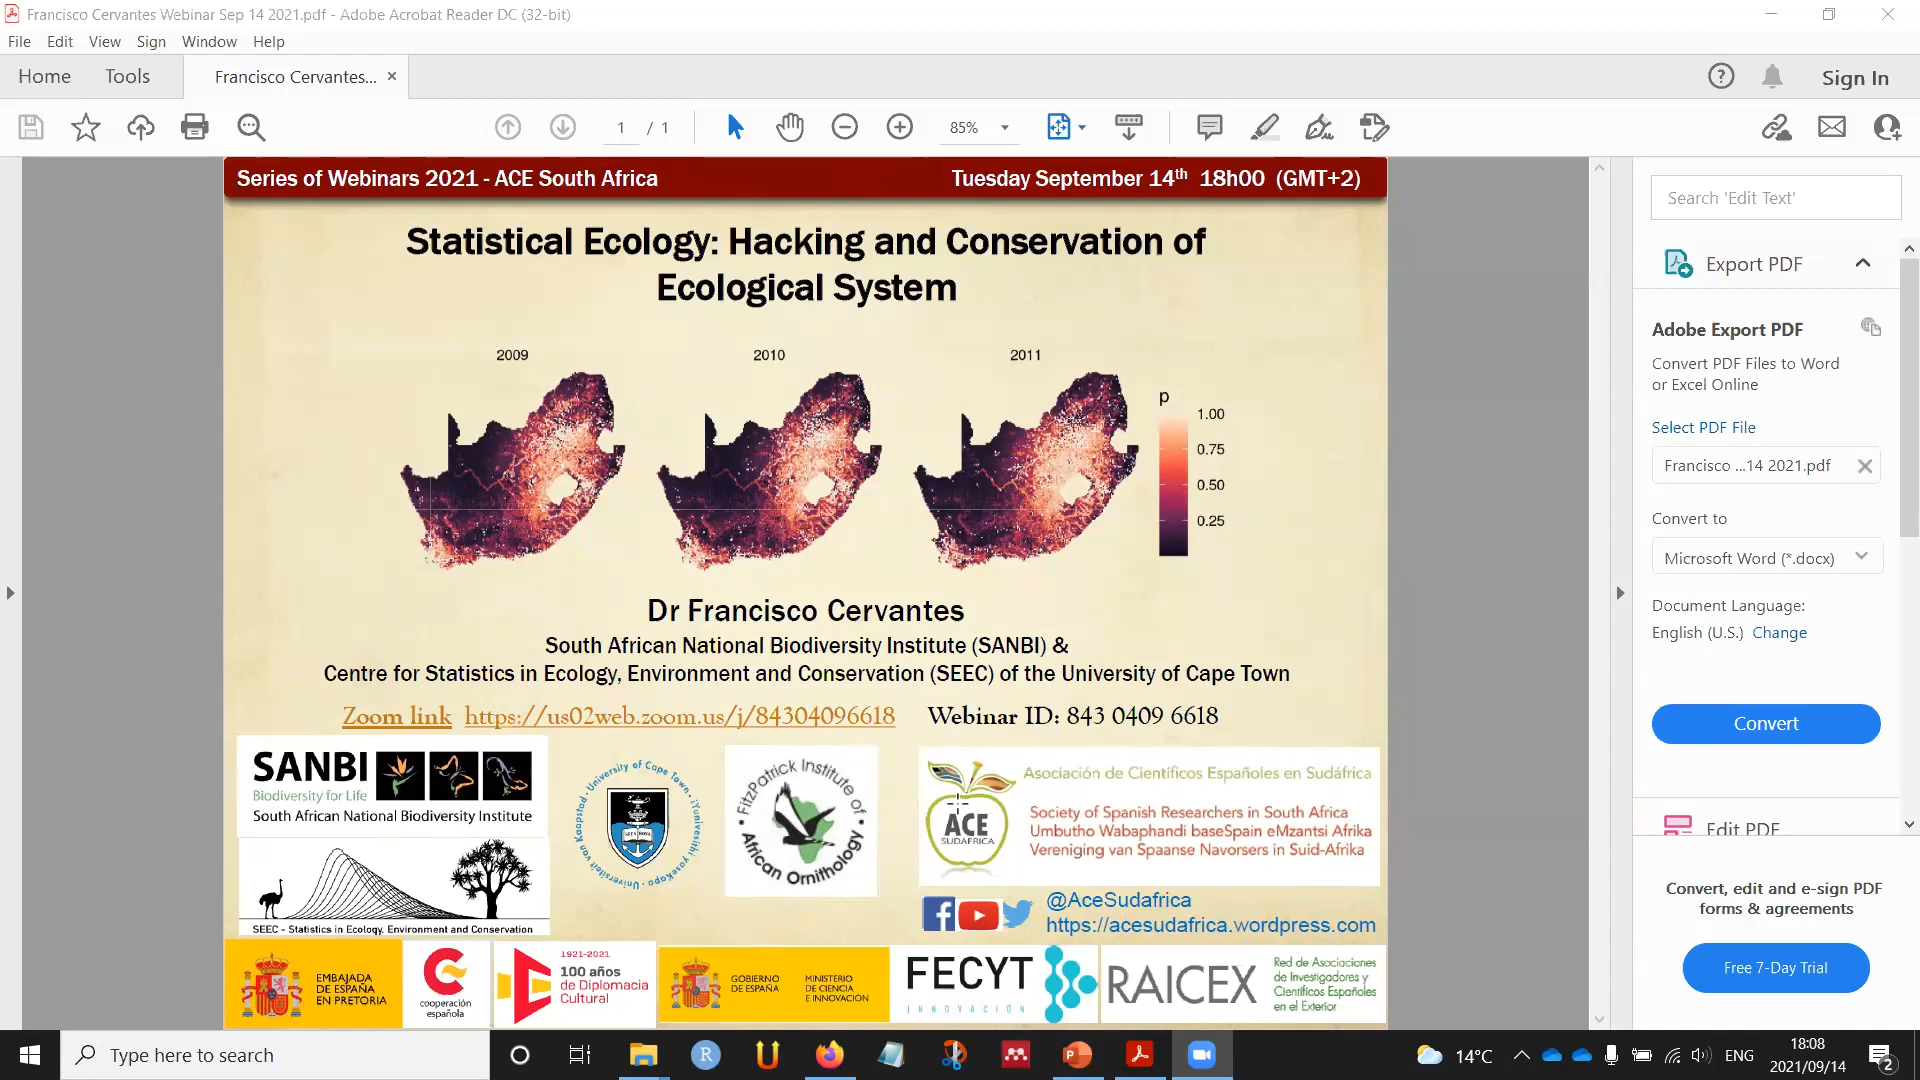 Francisco Cervantes Webinar Sep 14 2021.pdf - Adobe Acrobat Reader DC (32-bit)
File Edit View Sign Window Help
Home Tools Francisco Cervantes... × Sign In
1 / 1 85%
Series of Webinars 2021 - ACE South Africa Tuesday September 14th 18h00 (GMT+2)
Statistical Ecology: Hacking and Conservation of
Ecological System
2009 2010 2011
p
1.00
0.75
0.50
0.25
Dr Francisco Cervantes
South African National Biodiversity Institute (SANBI) &
Centre for Statistics in Ecology, Environment and Conservation (SEEC) of the University of Cape Town
Zoom link https://us02web.zoom.us/j/84304096618 Webinar ID: 843 0409 6618
SANBI
Biodiversity for Life
South African National Biodiversity Institute
SEEC - Statistics in Ecology, Environment and Conservation
University of Cape Town · iYunivesithi yaseKapa · Universiteit van Kaapstad
FitzPatrick Institute of African Ornithology
ACE
SUDAFRICA
Asociación de Científicos Españoles en Sudáfrica
Society of Spanish Researchers in South Africa
Umbutho Wabaphandi baseSpain eMzantsi Afrika
Vereniging van Spaanse Navorsers in Suid-Afrika
@AceSudafrica
https://acesudafrica.wordpress.com
EMBAJADA
DE ESPAÑA
EN PRETORIA
cooperación
española
1921-2021
100 años
de Diplomacia
Cultural
GOBIERNO
DE ESPAÑA
MINISTERIO
DE CIENCIA
E INNOVACIÓN
FECYT
INNOVACIÓN
RAICEX
Red de Asociaciones
de Investigadores y
Científicos Españoles
en el Exterior
Search 'Edit Text'
Export PDF
Adobe Export PDF
Convert PDF Files to Word
or Excel Online
Select PDF File
Francisco ...14 2021.pdf
Convert to
Microsoft Word (*.docx)
Document Language:
English (U.S.) Change
Convert
Edit PDF
Convert, edit and e-sign PDF
forms & agreements
Free 7-Day Trial
Type here to search
14°C
ENG
18:08
2021/09/14
2